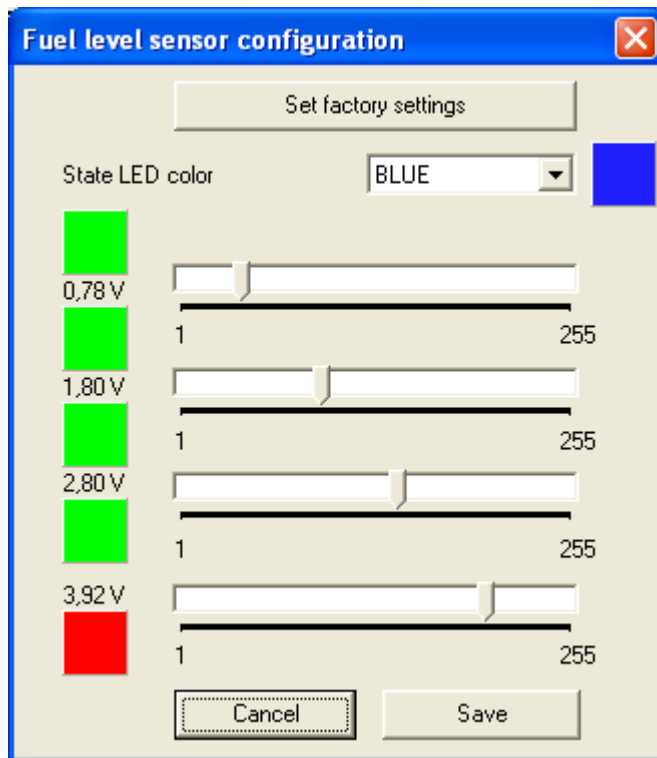 Fuel level sensor configuration
Set factory settings
State LED color
BLUE
0,78 V
1
255
1,80 V
1
255
2,80 V
1
255
3,92 V
1
255
Cancel
Save